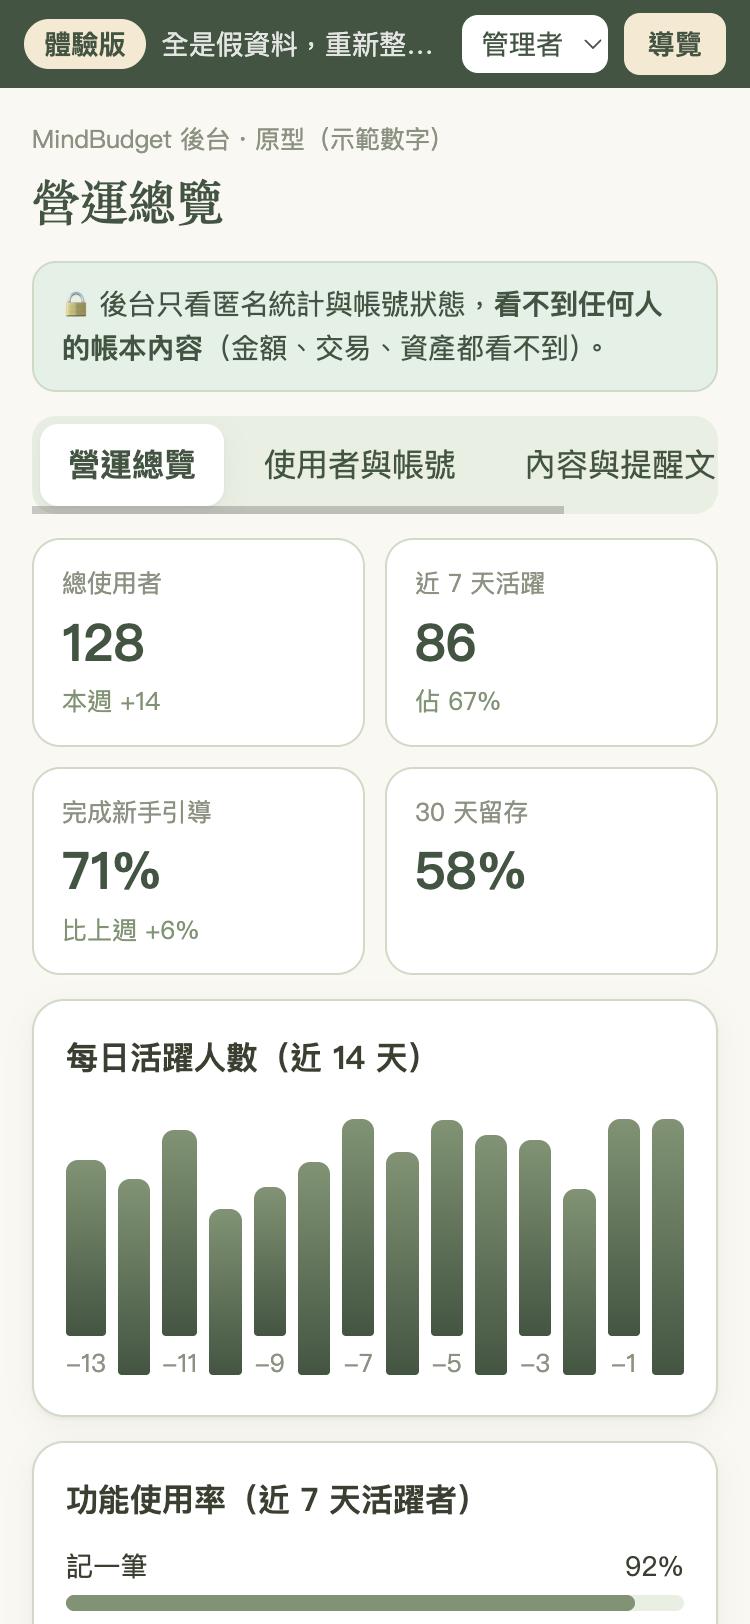 體驗版 全是假資料，重新整… 管理者 導覽
MindBudget 後台·原型（示範數字）
營運總覽
🔒 後台只看匿名統計與帳號狀態，看不到任何人
的帳本內容（金額、交易、資產都看不到）。
營運總覽 使用者與帳號 內容與提醒文
總使用者
128
本週 +14
近 7 天活躍
86
佔 67%
完成新手引導
71%
比上週 +6%
30 天留存
58%
每日活躍人數（近 14 天）
−13 −11 −9 −7 −5 −3 −1
功能使用率（近 7 天活躍者）
記一筆 92%